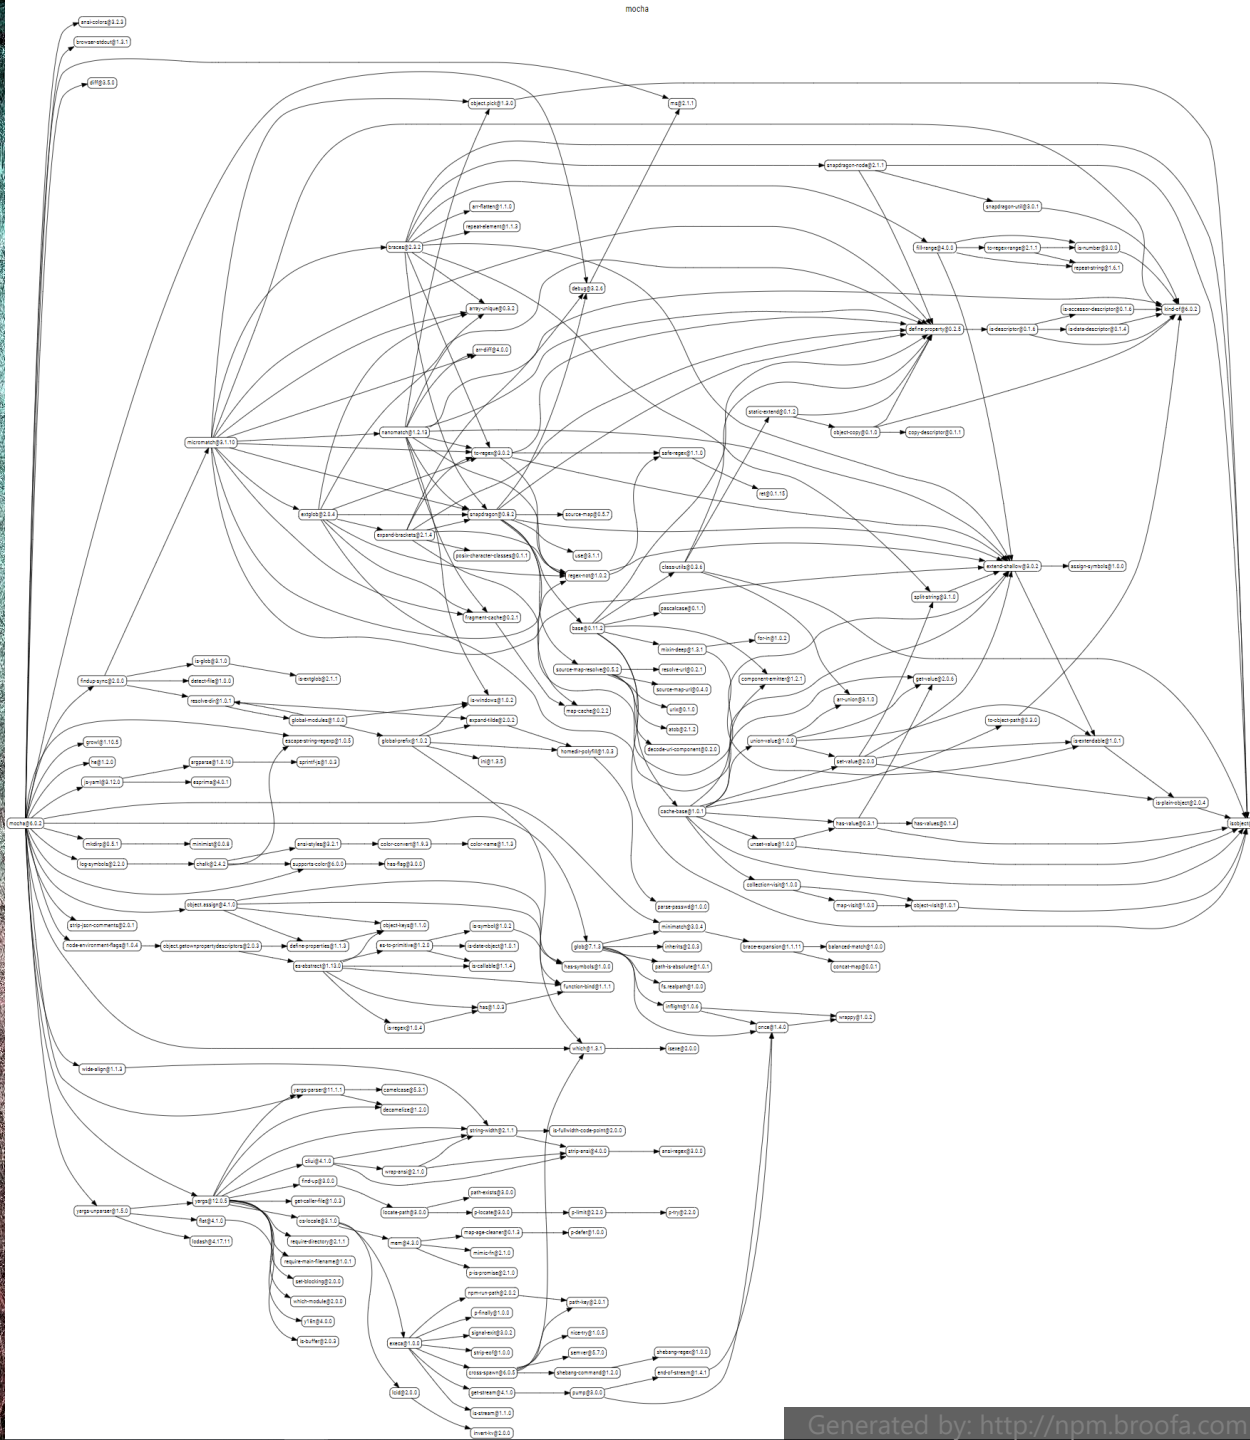 mocha
ansi-colors@3.2.3
browser-stdout@1.3.1
diff@3.5.0
object.pick@1.3.0
ms@2.1.1
snapdragon-node@2.1.1
arr-flatten@1.1.0
snapdragon-util@3.0.1
repeat-element@1.1.3
braces@2.3.2
fill-range@4.0.0
to-regex-range@2.1.1
is-number@3.0.0
repeat-string@1.6.1
debug@3.2.6
array-unique@0.3.2
is-accessor-descriptor@0.1.6
kind-of@6.0.2
define-property@0.2.5
is-descriptor@0.1.6
is-data-descriptor@0.1.4
arr-diff@4.0.0
static-extend@0.1.2
micromatch@3.1.10
nanomatch@1.2.13
object-copy@0.1.0
copy-descriptor@0.1.1
to-regex@3.0.2
safe-regex@1.1.0
ret@0.1.15
extglob@2.0.4
snapdragon@0.8.2
source-map@0.5.7
expand-brackets@2.1.4
posix-character-classes@0.1.1
use@3.1.1
regex-not@1.0.2
class-utils@0.3.6
extend-shallow@3.0.2
assign-symbols@1.0.0
split-string@3.1.0
fragment-cache@0.2.1
pascalcase@0.1.1
base@0.11.2
for-in@1.0.2
mixin-deep@1.3.1
is-glob@3.1.0
findup-sync@2.0.0
detect-file@1.0.0
is-extglob@2.1.1
source-map-resolve@0.5.2
resolve-url@0.2.1
component-emitter@1.2.1
get-value@2.0.6
source-map-url@0.4.0
resolve-dir@1.0.1
is-windows@1.0.2
arr-union@3.1.0
map-cache@0.2.2
urix@0.1.0
global-modules@1.0.0
expand-tilde@2.0.2
to-object-path@0.3.0
atob@2.1.2
growl@1.10.5
escape-string-regexp@1.0.5
global-prefix@1.0.2
homedir-polyfill@1.0.3
decode-uri-component@0.2.0
union-value@1.0.0
is-extendable@1.0.1
he@1.2.0
argparse@1.0.10
sprintf-js@1.0.3
ini@1.3.5
set-value@2.0.0
js-yaml@3.12.0
esprima@4.0.1
is-plain-object@2.0.4
cache-base@1.0.1
mocha@6.0.2
has-value@0.3.1
has-values@0.1.4
isobject@
mkdirp@0.5.1
minimist@0.0.8
ansi-styles@3.2.1
color-convert@1.9.3
color-name@1.1.3
unset-value@1.0.0
log-symbols@2.2.0
chalk@2.4.2
supports-color@6.0.0
has-flag@3.0.0
collection-visit@1.0.0
object.assign@4.1.0
parse-passwd@1.0.0
map-visit@1.0.0
object-visit@1.0.1
strip-json-comments@2.0.1
object-keys@1.1.0
is-symbol@1.0.2
minimatch@3.0.4
node-environment-flags@1.0.4
object.getownpropertydescriptors@2.0.3
define-properties@1.1.3
es-to-primitive@1.2.0
is-date-object@1.0.1
glob@7.1.3
inherits@2.0.3
brace-expansion@1.1.11
balanced-match@1.0.0
es-abstract@1.13.0
is-callable@1.1.4
has-symbols@1.0.0
path-is-absolute@1.0.1
concat-map@0.0.1
function-bind@1.1.1
fs.realpath@1.0.0
has@1.0.3
inflight@1.0.6
wrappy@1.0.2
is-regex@1.0.4
once@1.4.0
which@1.3.1
isexe@2.0.0
wide-align@1.1.3
yargs-parser@11.1.1
camelcase@5.3.1
decamelize@1.2.0
string-width@2.1.1
is-fullwidth-code-point@2.0.0
strip-ansi@4.0.0
ansi-regex@3.0.0
cliui@4.1.0
wrap-ansi@2.1.0
find-up@3.0.0
path-exists@3.0.0
yargs@12.0.5
get-caller-file@1.0.3
yargs-unparser@1.5.0
locate-path@3.0.0
p-locate@3.0.0
p-limit@2.2.0
p-try@2.2.0
flat@4.1.0
os-locale@3.1.0
map-age-cleaner@0.1.3
p-defer@1.0.0
lodash@4.17.11
require-directory@2.1.1
mem@4.3.0
mimic-fn@2.1.0
require-main-filename@1.0.1
p-is-promise@2.1.0
set-blocking@2.0.0
npm-run-path@2.0.2
path-key@2.0.1
which-module@2.0.0
p-finally@1.0.0
y18n@4.0.0
signal-exit@3.0.2
nice-try@1.0.5
is-buffer@2.0.3
execa@1.0.0
strip-eof@1.0.0
semver@5.7.0
shebang-regex@1.0.0
cross-spawn@6.0.5
shebang-command@1.2.0
end-of-stream@1.4.1
lcid@2.0.0
get-stream@4.1.0
pump@3.0.0
is-stream@1.1.0
invert-kv@2.0.0
Generated by: http://npm.broofa.com